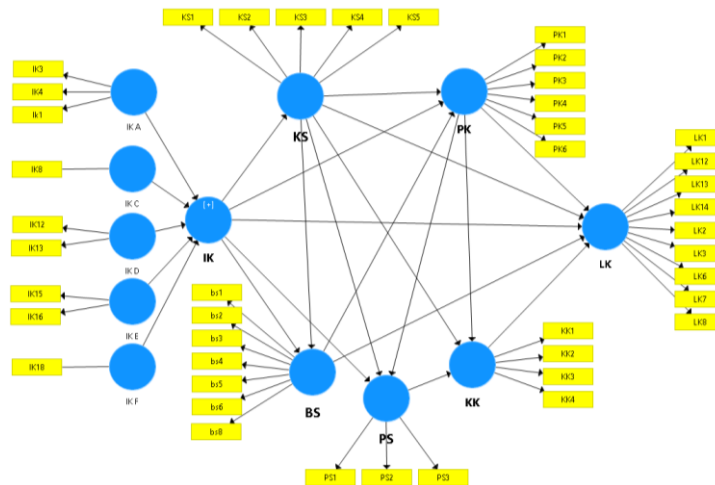 KS1
KS2
KS3
KS4
KS5
KS
PK1
PK2
PK3
PK4
PK5
PK6
PK
IK3
IK4
Ik1
IK A
IK8
IK C
IK12
IK13
IK D
IK15
IK16
IK E
IK18
IK F
[+]
IK
LK1
LK12
LK13
LK14
LK2
LK3
LK6
LK7
LK8
LK
bs1
bs2
bs3
bs4
bs5
bs6
bs8
BS
PS
PS1
PS2
PS3
KK1
KK2
KK3
KK4
KK